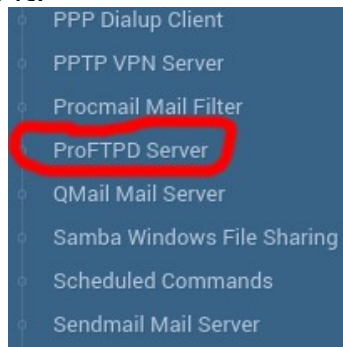 PPP Dialup Client
PPTP VPN Server
Procmail Mail Filter
ProFTPD Server
QMail Mail Server
Samba Windows File Sharing
Scheduled Commands
Sendmail Mail Server